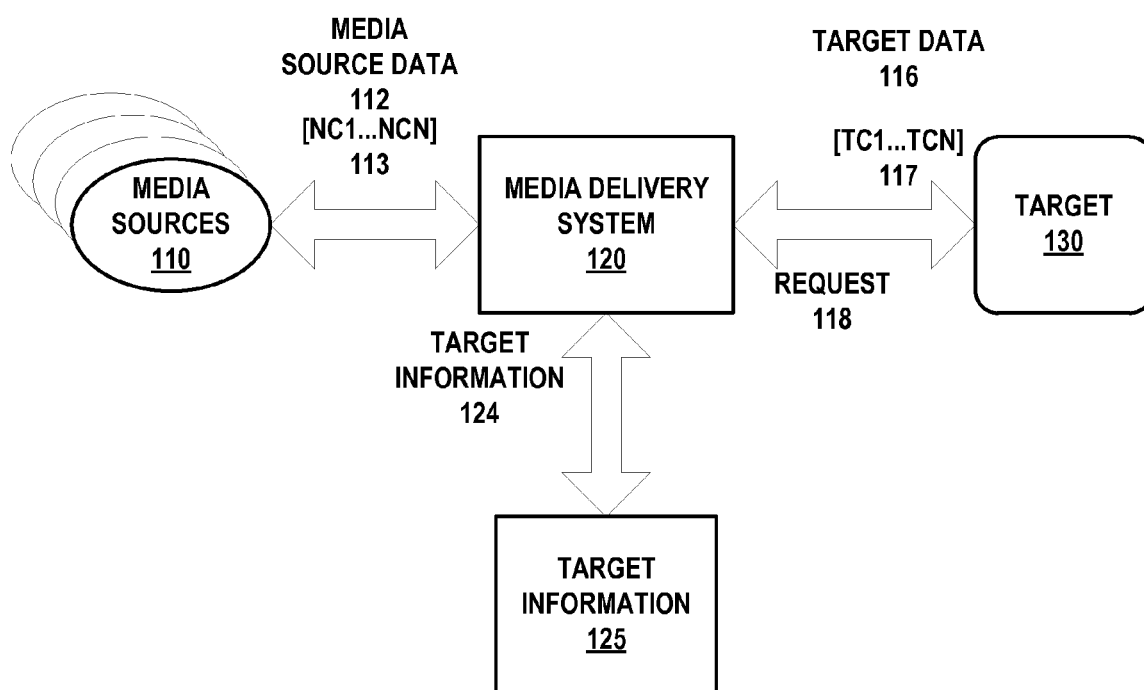 MEDIA
SOURCE DATA
112
[NC1...NCN]
113
TARGET DATA
116
[TC1...TCN]
117
MEDIA
SOURCES
110
MEDIA DELIVERY
SYSTEM
120
TARGET
130
REQUEST
118
TARGET
INFORMATION
124
TARGET
INFORMATION
125